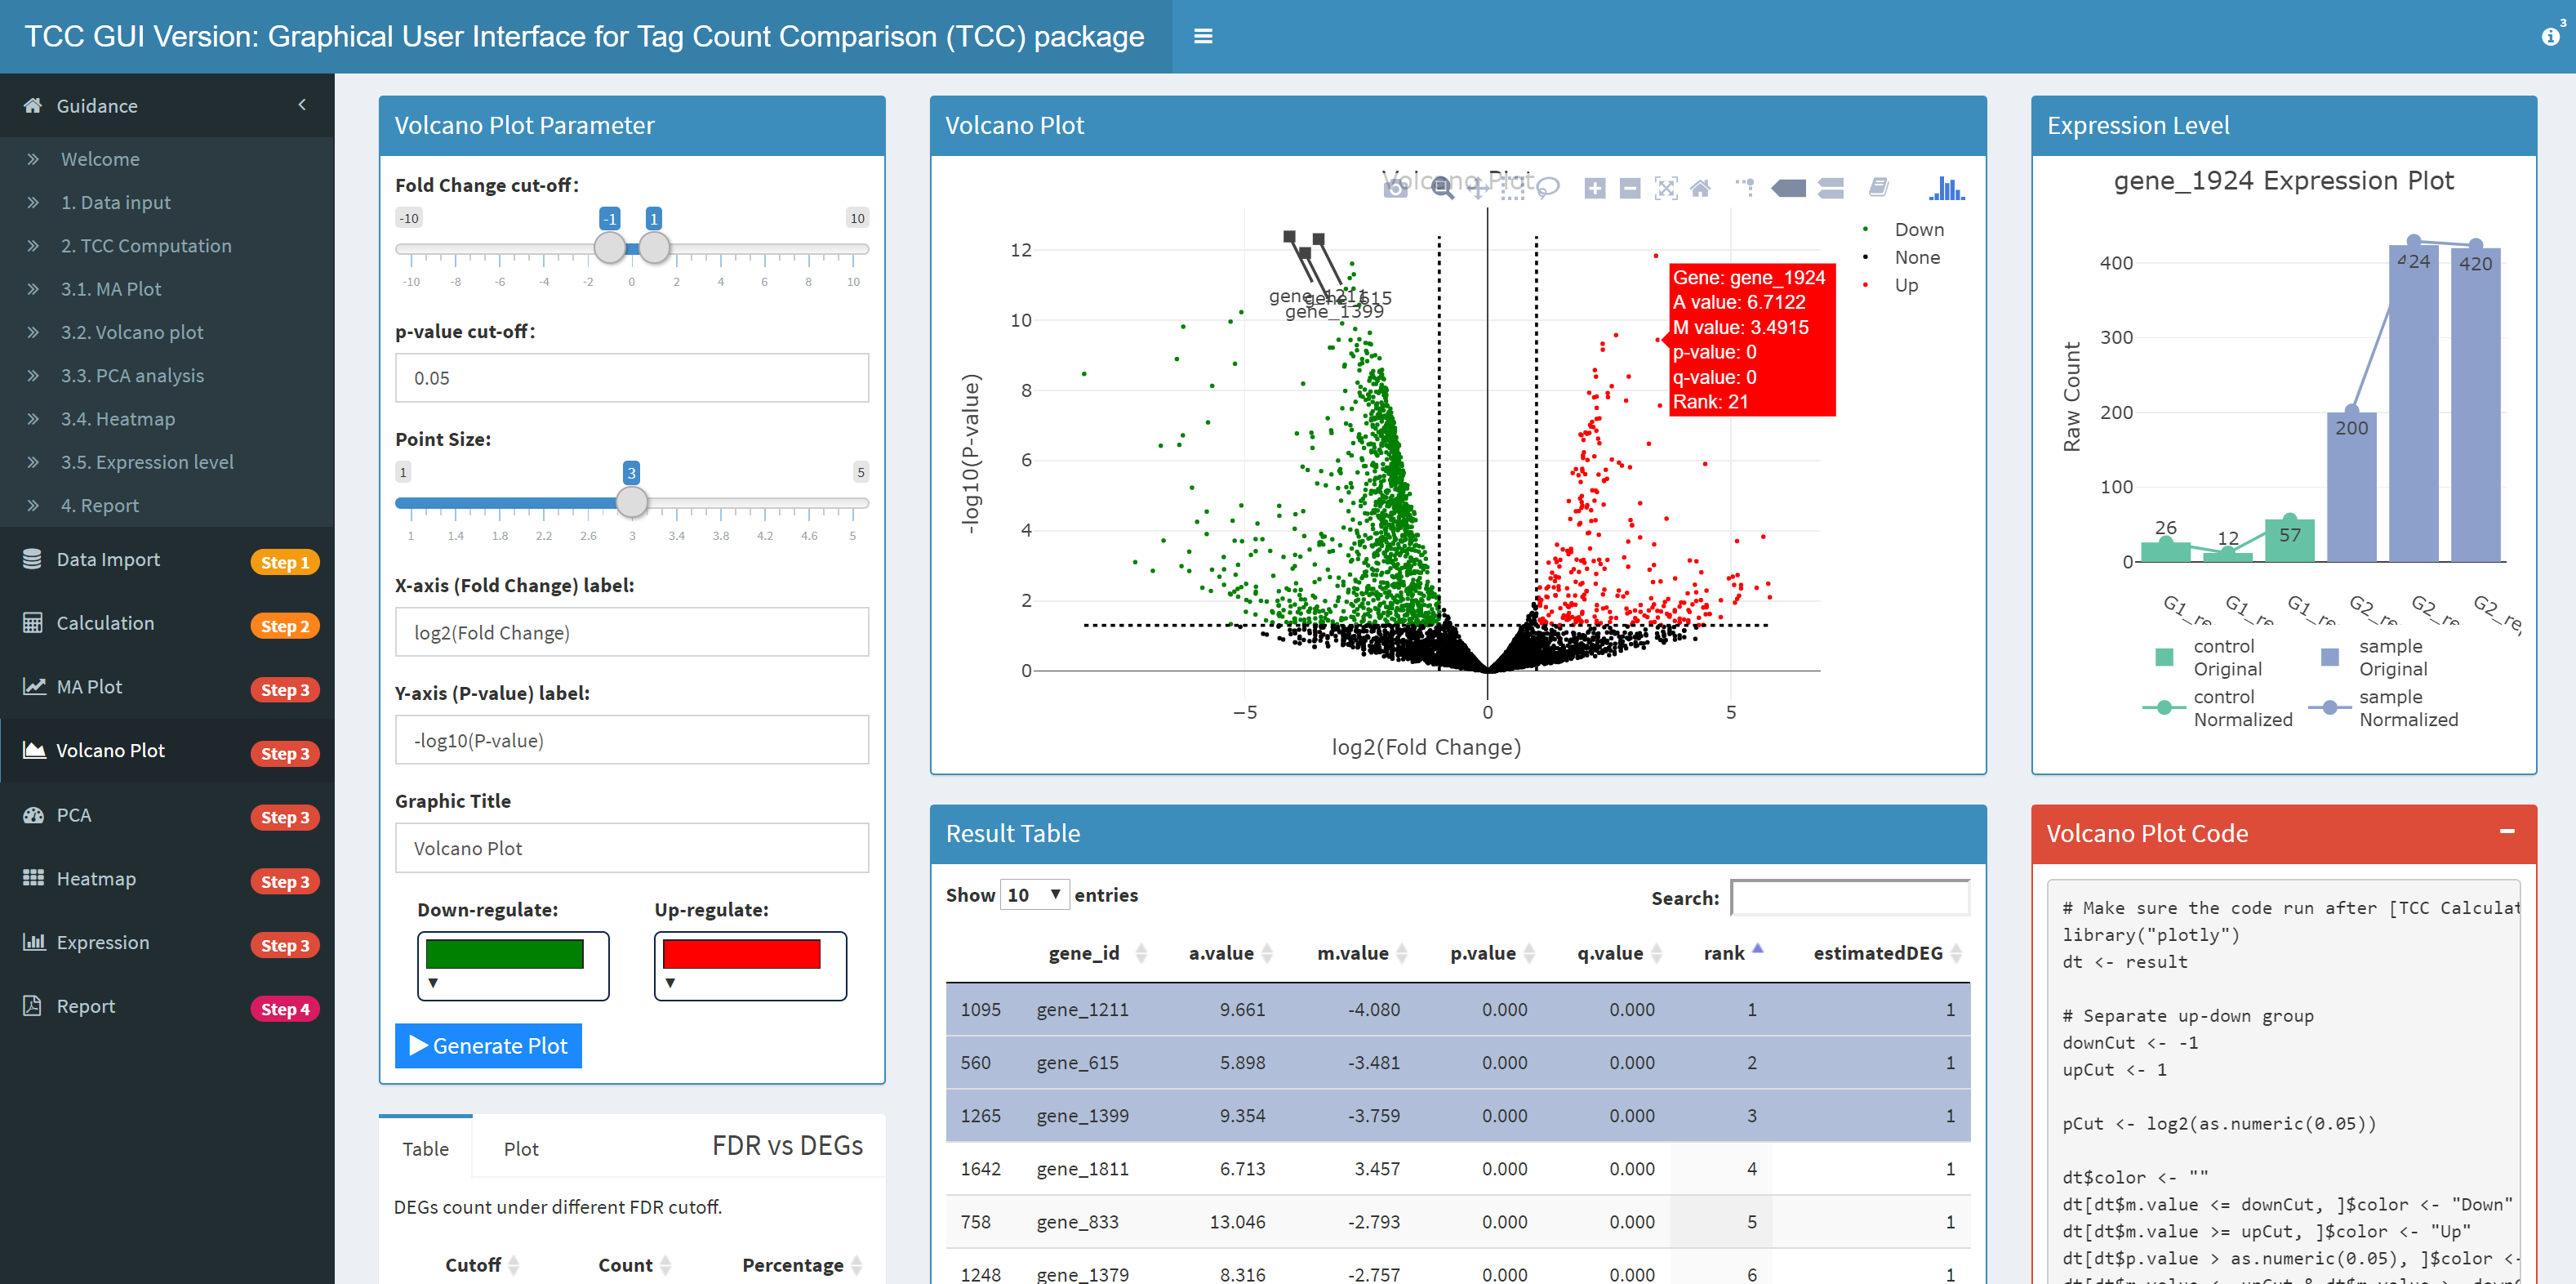 TCC GUI Version: Graphical User Interface for Tag Count Comparison (TCC) package
3
Guidance
Welcome
1. Data input
2. TCC Computation
3.1. MA Plot
3.2. Volcano plot
3.3. PCA analysis
3.4. Heatmap
3.5. Expression level
4. Report
Data Import Step 1
Calculation Step 2
MA Plot Step 3
Volcano Plot Step 3
PCA Step 3
Heatmap Step 3
Expression Step 3
Report Step 4
Volcano Plot Parameter
Fold Change cut-off:
-10 -1 1 10
-10 -8 -6 -4 -2 0 2 4 6 8 10
p-value cut-off:
0.05
Point Size:
1 3 5
1 1.4 1.8 2.2 2.6 3 3.4 3.8 4.2 4.6 5
X-axis (Fold Change) label:
log2(Fold Change)
Y-axis (P-value) label:
-log10(P-value)
Graphic Title
Volcano Plot
Down-regulate: Up-regulate:
Generate Plot
Table Plot FDR vs DEGs
DEGs count under different FDR cutoff.
Cutoff Count Percentage
Volcano Plot
Volcano Plot
Down
None
Up
Gene: gene_1924
A value: 6.7122
M value: 3.4915
p-value: 0
q-value: 0
Rank: 21
gene_1211
gene_615
gene_1399
12
10
8
6
4
2
0
-log10(P-value)
−5 0 5
log2(Fold Change)
Result Table
Show 10 entries Search:
gene_id a.value m.value p.value q.value rank estimatedDEG
1095 gene_1211 9.661 -4.080 0.000 0.000 1 1
560 gene_615 5.898 -3.481 0.000 0.000 2 1
1265 gene_1399 9.354 -3.759 0.000 0.000 3 1
1642 gene_1811 6.713 3.457 0.000 0.000 4 1
758 gene_833 13.046 -2.793 0.000 0.000 5 1
1248 gene_1379 8.316 -2.757 0.000 0.000 6 1
Expression Level
gene_1924 Expression Plot
400
300
200
100
0
Raw Count
26 12 57 200 424 420
G1_re G1_re G1_re G2_re G2_re G2_re
control Original
sample Original
control Normalized
sample Normalized
Volcano Plot Code
# Make sure the code run after [TCC Calculat
library("plotly")
dt <- result
# Separate up-down group
downCut <- -1
upCut <- 1
pCut <- log2(as.numeric(0.05))
dt$color <- ""
dt[dt$m.value <= downCut, ]$color <- "Down"
dt[dt$m.value >= upCut, ]$color <- "Up"
dt[dt$p.value > as.numeric(0.05), ]$color <-